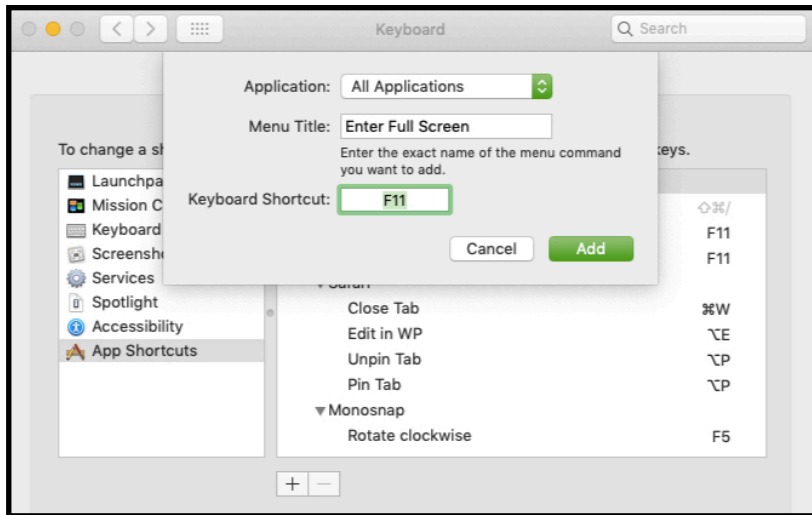 Keyboard
Search
Application: All Applications
Menu Title: Enter Full Screen
Enter the exact name of the menu command
you want to add.
Keyboard Shortcut: F11
Cancel Add
To change a sh
keys.
Launchpa
Mission C
Keyboard
Screensho
Services
Spotlight
Accessibility
App Shortcuts
⇧⌘/
F11
F11
Safari
Close Tab ⌘W
Edit in WP ⌥E
Unpin Tab ⌥P
Pin Tab ⌥P
Monosnap
Rotate clockwise F5